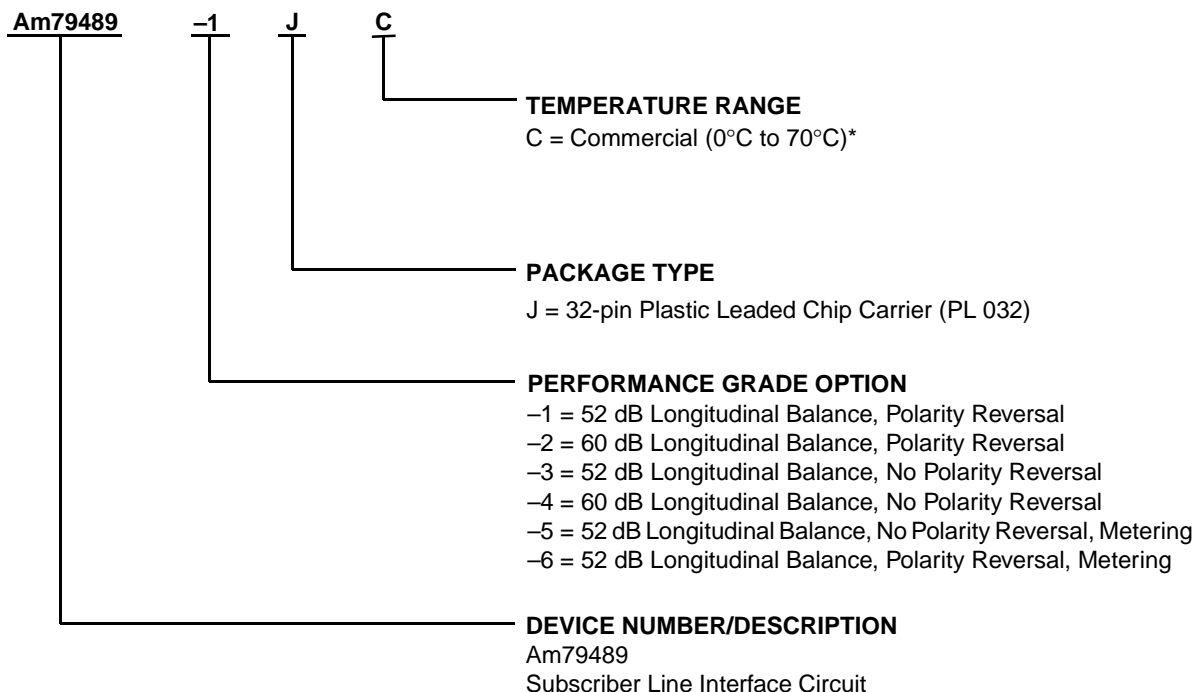 Am79489 –1 J C
TEMPERATURE RANGE
C = Commercial (0°C to 70°C)*
PACKAGE TYPE
J = 32-pin Plastic Leaded Chip Carrier (PL 032)
PERFORMANCE GRADE OPTION
–1 = 52 dB Longitudinal Balance, Polarity Reversal
–2 = 60 dB Longitudinal Balance, Polarity Reversal
–3 = 52 dB Longitudinal Balance, No Polarity Reversal
–4 = 60 dB Longitudinal Balance, No Polarity Reversal
–5 = 52 dB Longitudinal Balance, No Polarity Reversal, Metering
–6 = 52 dB Longitudinal Balance, Polarity Reversal, Metering
DEVICE NUMBER/DESCRIPTION
Am79489
Subscriber Line Interface Circuit